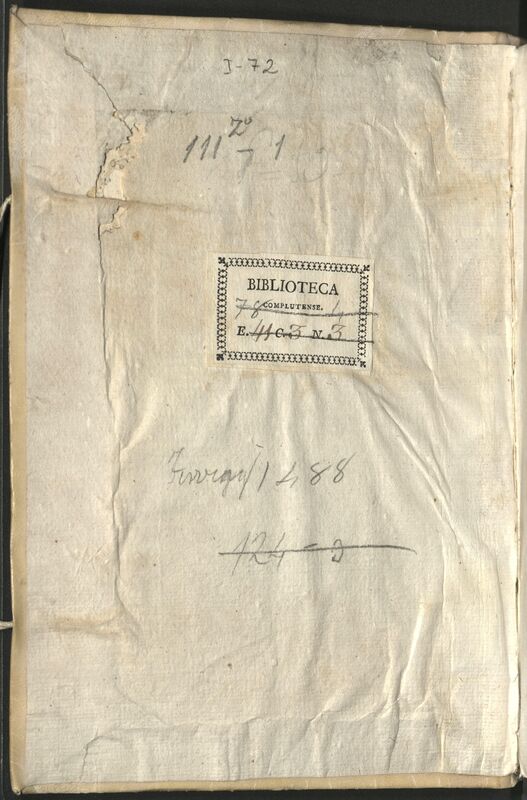 I-72
111 7 1
BIBLIOTECA
COMPLUTENSE.
78 4
E. 41 C. 3 N. 3
1488
124-3